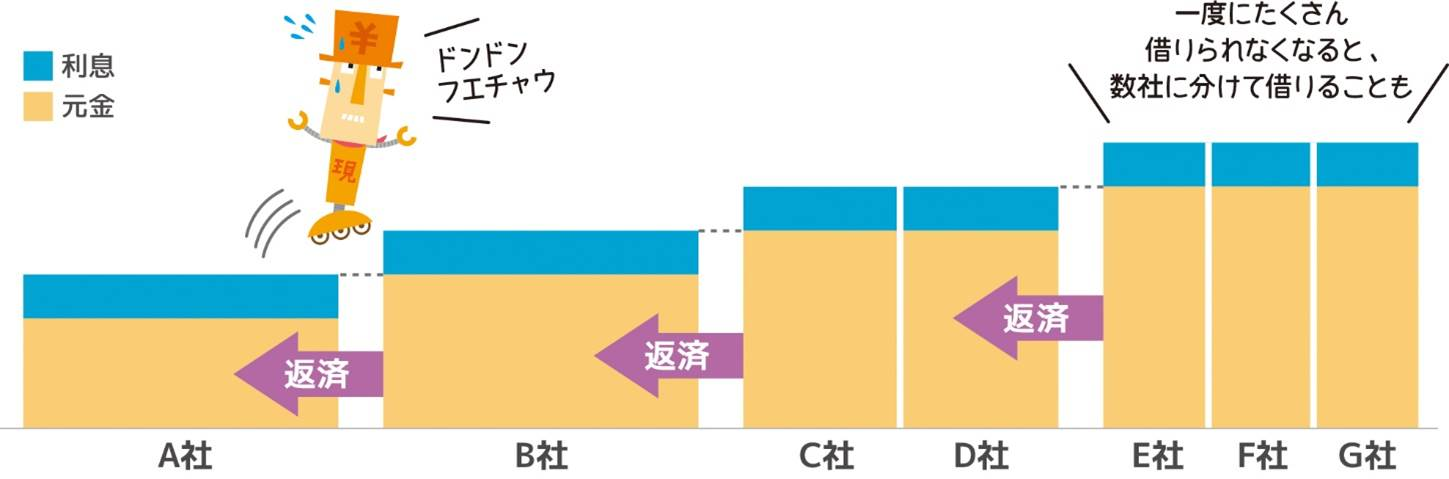 利息
元金
¥
現
ドンドン
フエチャウ
一度にたくさん
借りられなくなると、
数社に分けて借りることも
返済
返済
返済
A社
B社
C社
D社
E社
F社
G社